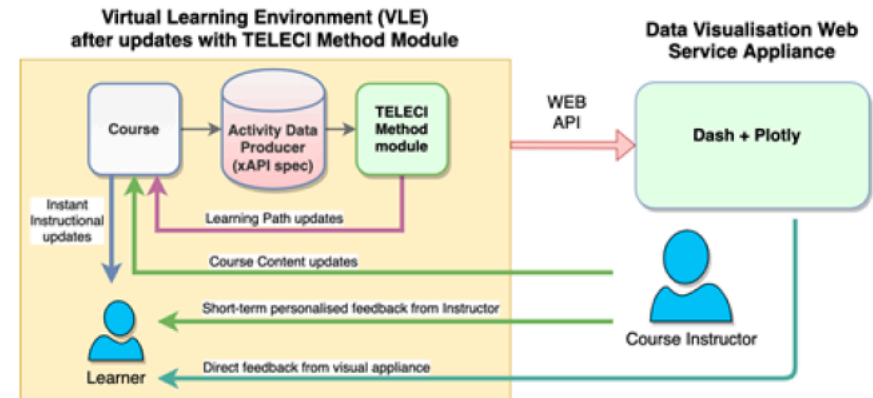 Virtual Learning Environment (VLE)
after updates with TELECI Method Module
Data Visualisation Web
Service Appliance
Course
Activity Data
Producer
(xAPI spec)
TELECI
Method
module
WEB
API
Dash + Plotly
Instant
Instructional
updates
Learning Path updates
Course Content updates
Short-term personalised feedback from Instructor
Course Instructor
Direct feedback from visual appliance
Learner